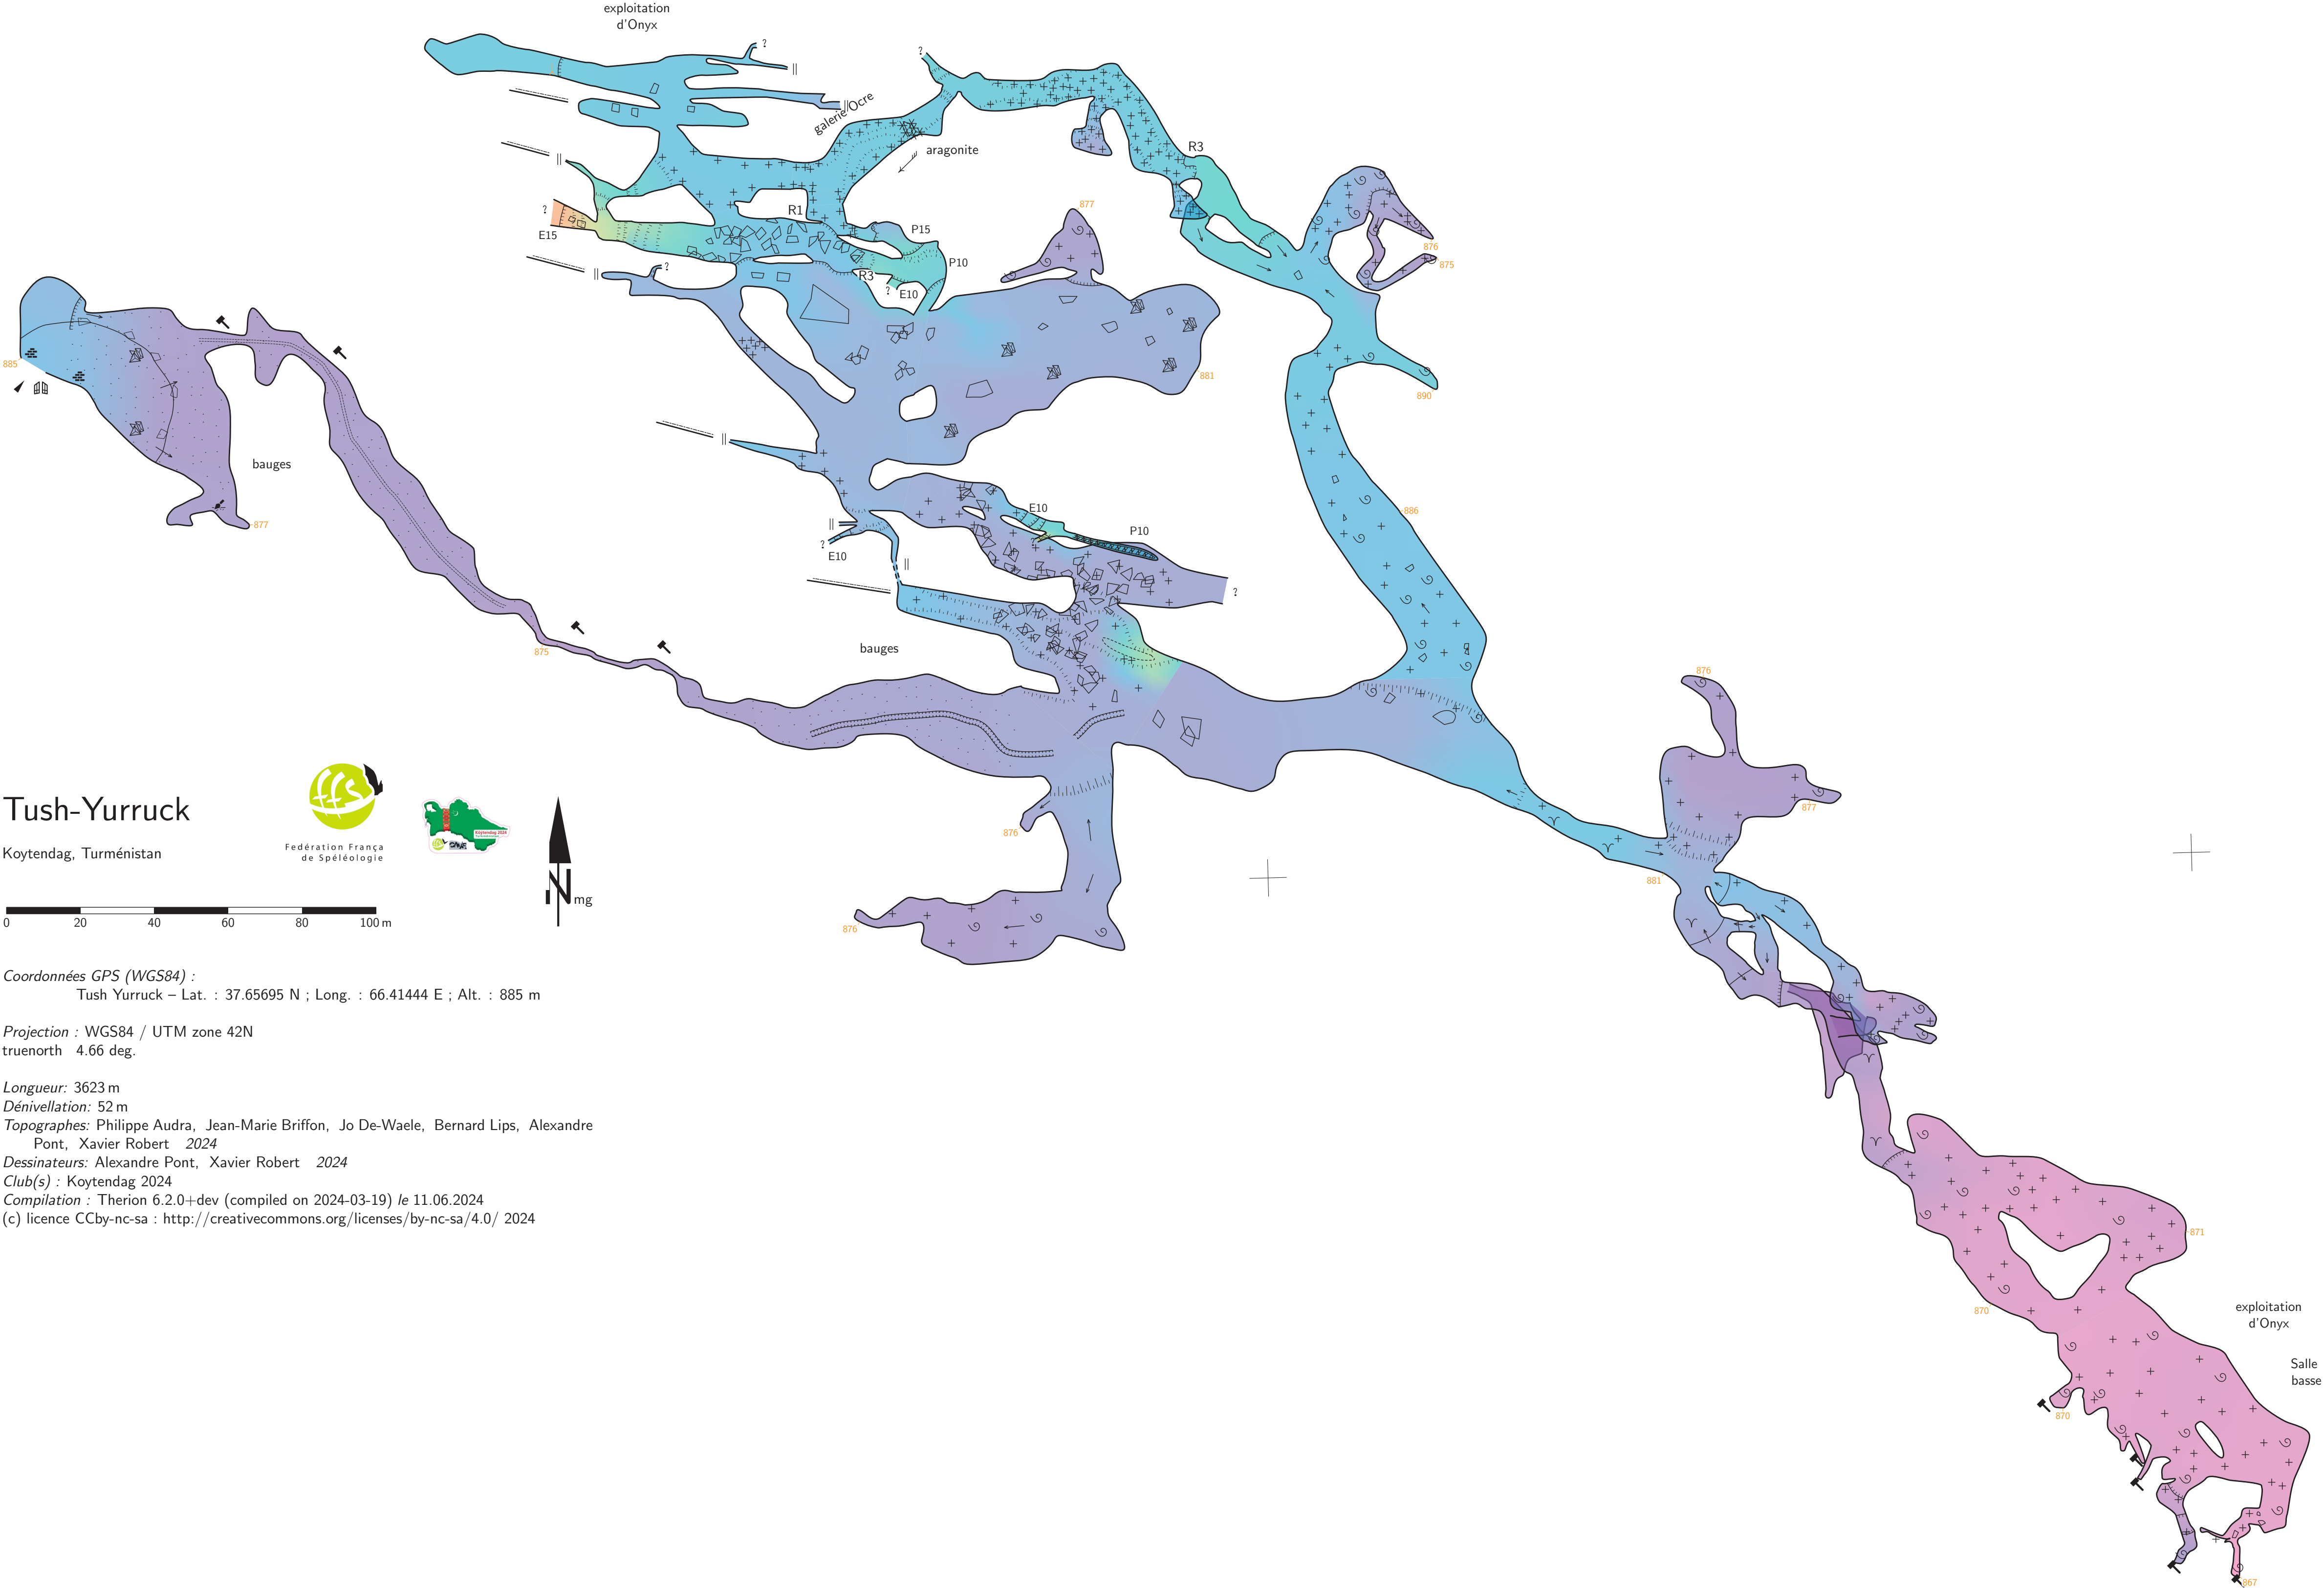 exploitation
d'Onyx
?
||
?
||
galerie Ocre
aragonite
R3
||
?
E15
R1
P15
P10
877
876
875
||
?
R3
?
E10
885
881
890
||
bauges
877
E10
886
P10
?
||
?
E10
||
?
875
bauges
876
Tush-Yurruck
Koytendag, Turménistan
Fedération França
de Spéléologie
Köytendag 2024
N mg
0 20 40 60 80 100 m
876
877
881
876
Coordonnées GPS (WGS84) :
Tush Yurruck – Lat. : 37.65695 N ; Long. : 66.41444 E ; Alt. : 885 m
Projection : WGS84 / UTM zone 42N
truenorth 4.66 deg.
Longueur: 3623 m
Dénivellation: 52 m
Topographes: Philippe Audra, Jean-Marie Briffon, Jo De-Waele, Bernard Lips, Alexandre
Pont, Xavier Robert 2024
Dessinateurs: Alexandre Pont, Xavier Robert 2024
Club(s) : Koytendag 2024
Compilation : Therion 6.2.0+dev (compiled on 2024-03-19) le 11.06.2024
(c) licence CCby-nc-sa : http://creativecommons.org/licenses/by-nc-sa/4.0/ 2024
871
870
exploitation
d'Onyx
Salle
basse
870
867